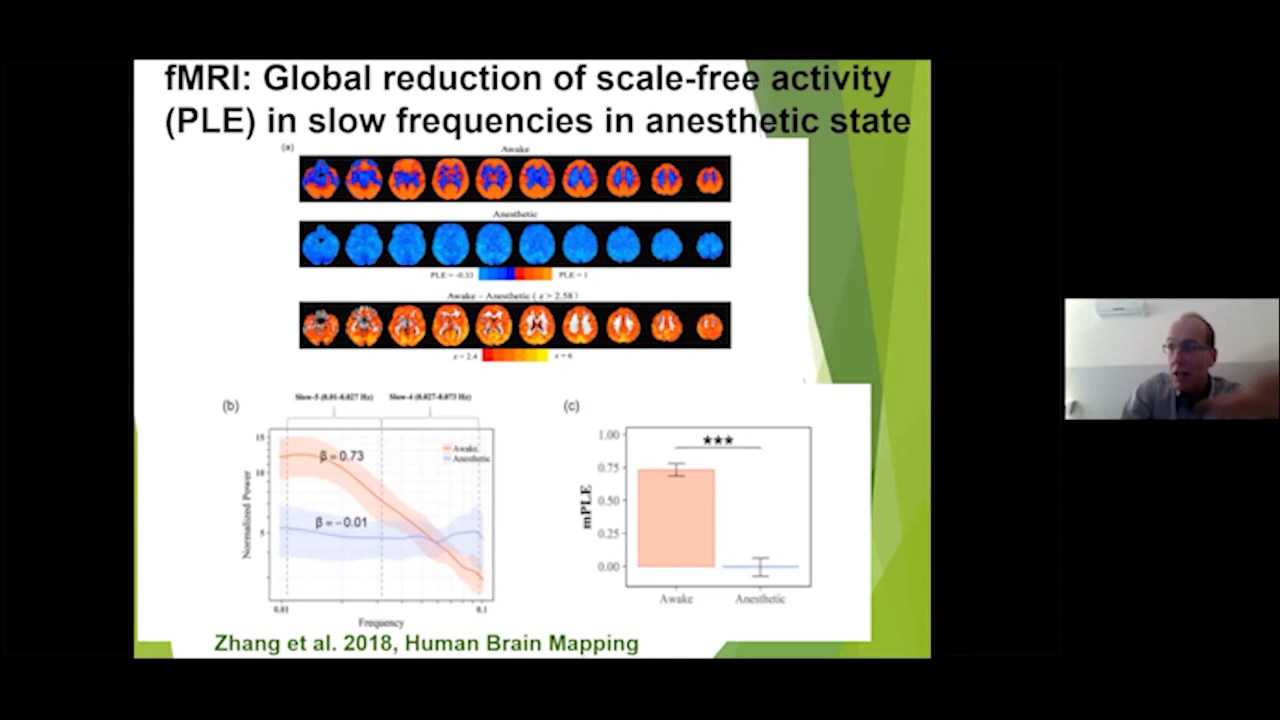 fMRI: Global reduction of scale-free activity
(PLE) in slow frequencies in anesthetic state
(a)
Awake
Anesthetic
PLE = -0.33 PLE = 1
Awake – Anesthetic ( z > 2.58 )
z = 2.4 z = 6
(b)
Slow-5 (0.01-0.027 Hz) Slow-4 (0.027-0.073 Hz)
Awake
Anesthetic
β = 0.73
β = – 0.01
15
10
5
Normalized Power
0.01 0.1
Frequency
(c)
***
1.00
0.75
0.50
0.25
0.00
mPLE
Awake Anesthetic
Zhang et al. 2018, Human Brain Mapping